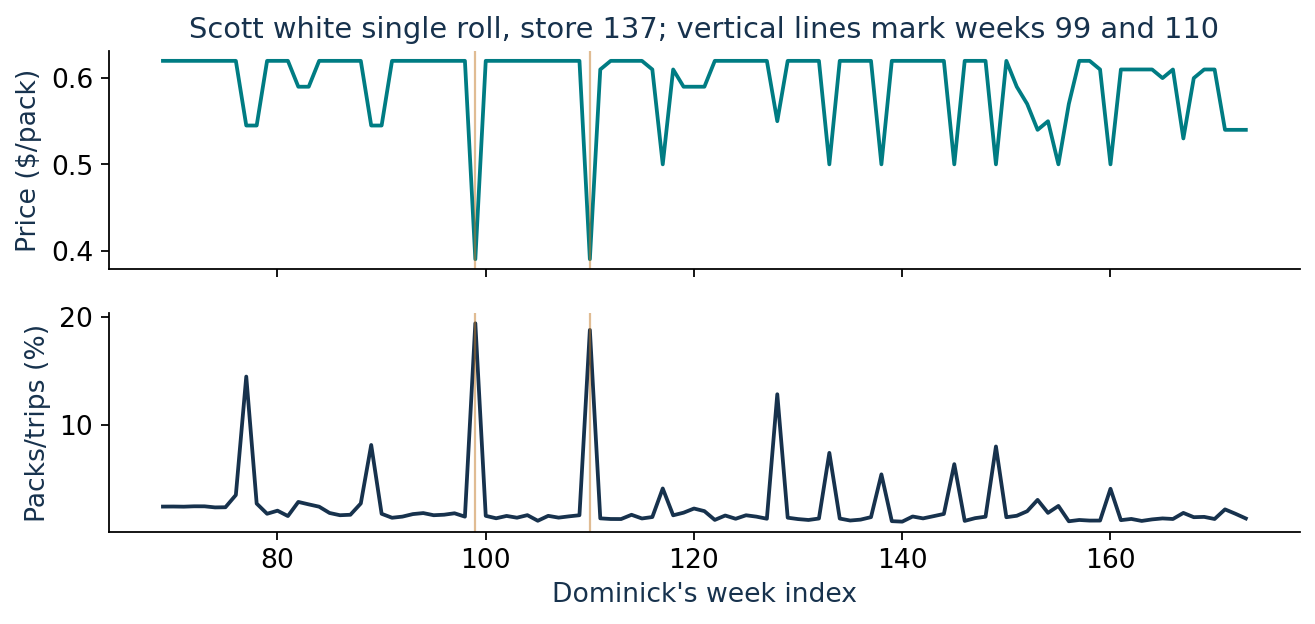 Scott white single roll, store 137; vertical lines mark weeks 99 and 110
Price ($/pack)
0.6
0.5
0.4
Packs/trips (%)
20
10
80 100 120 140 160
Dominick's week index